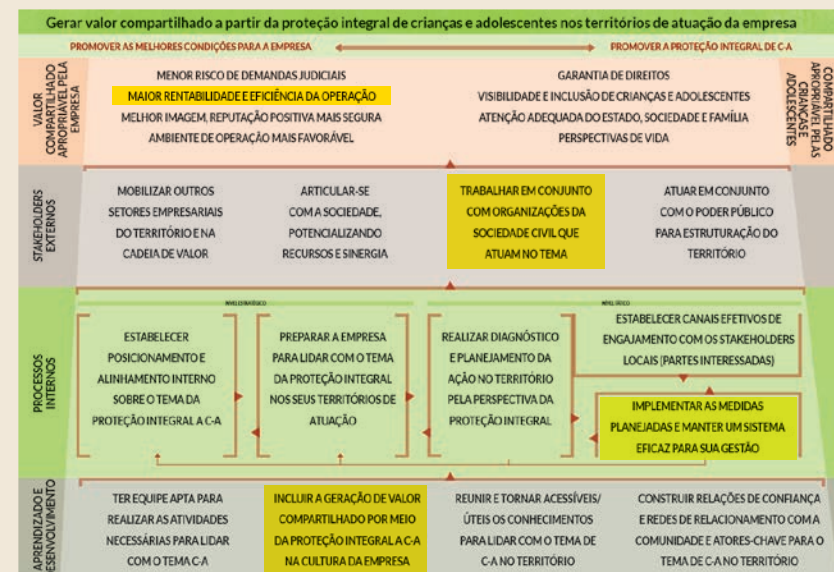 Gerar valor compartilhado a partir da proteção integral de crianças e adolescentes nos territórios de atuação da empresa
PROMOVER AS MELHORES CONDIÇÕES PARA A EMPRESA
PROMOVER A PROTEÇÃO INTEGRAL DE C-A
VALOR
COMPARTILHADO
APROPRIÁVEL PELA
EMPRESA
MENOR RISCO DE DEMANDAS JUDICIAIS
MAIOR RENTABILIDADE E EFICIÊNCIA DA OPERAÇÃO
MELHOR IMAGEM, REPUTAÇÃO POSITIVA MAIS SEGURA
AMBIENTE DE OPERAÇÃO MAIS FAVORÁVEL
GARANTIA DE DIREITOS
VISIBILIDADE E INCLUSÃO DE CRIANÇAS E ADOLESCENTES
ATENÇÃO ADEQUADA DO ESTADO, SOCIEDADE E FAMÍLIA
PERSPECTIVAS DE VIDA
COMPARTILHADO
APROPRIÁVEL PELAS
CRIANÇAS E
ADOLESCENTES
STAKEHOLDERS
EXTERNOS
MOBILIZAR OUTROS
SETORES EMPRESARIAIS
DO TERRITÓRIO E NA
CADEIA DE VALOR
ARTICULAR-SE
COM A SOCIEDADE,
POTENCIALIZANDO
RECURSOS E SINERGIA
TRABALHAR EM CONJUNTO
COM ORGANIZAÇÕES DA
SOCIEDADE CIVIL QUE
ATUAM NO TEMA
ATUAR EM CONJUNTO
COM O PODER PÚBLICO
PARA ESTRUTURAÇÃO DO
TERRITÓRIO
PROCESSOS
INTERNOS
NIVEL ESTRATÉGICO
ESTABELECER
POSICIONAMENTO E
ALINHAMENTO INTERNO
SOBRE O TEMA DA
PROTEÇÃO INTEGRAL A C-A
PREPARAR A EMPRESA
PARA LIDAR COM O TEMA
DA PROTEÇÃO INTEGRAL
NOS SEUS TERRITÓRIOS DE
ATUAÇÃO
NIVEL TÁTICO
REALIZAR DIAGNÓSTICO
E PLANEJAMENTO DA
AÇÃO NO TERRITÓRIO
PELA PERSPECTIVA DA
PROTEÇÃO INTEGRAL
ESTABELECER CANAIS EFETIVOS DE
ENGAJAMENTO COM OS STAKEHOLDERS
LOCAIS (PARTES INTERESSADAS)
IMPLEMENTAR AS MEDIDAS
PLANEJADAS E MANTER UM SISTEMA
EFICAZ PARA SUA GESTÃO
APRENDIZADO E
DESENVOLVIMENTO
TER EQUIPE APTA PARA
REALIZAR AS ATIVIDADES
NECESSÁRIAS PARA LIDAR
COM O TEMA C-A
INCLUIR A GERAÇÃO DE VALOR
COMPARTILHADO POR MEIO
DA PROTEÇÃO INTEGRAL A C-A
NA CULTURA DA EMPRESA
REUNIR E TORNAR ACESSÍVEIS/
ÚTEIS OS CONHECIMENTOS
PARA LIDAR COM O TEMA DE
C-A NO TERRITÓRIO
CONSTRUIR RELAÇÕES DE CONFIANÇA
E REDES DE RELACIONAMENTO COM A
COMUNIDADE E ATORES-CHAVE PARA O
TEMA DE C-A NO TERRITÓRIO